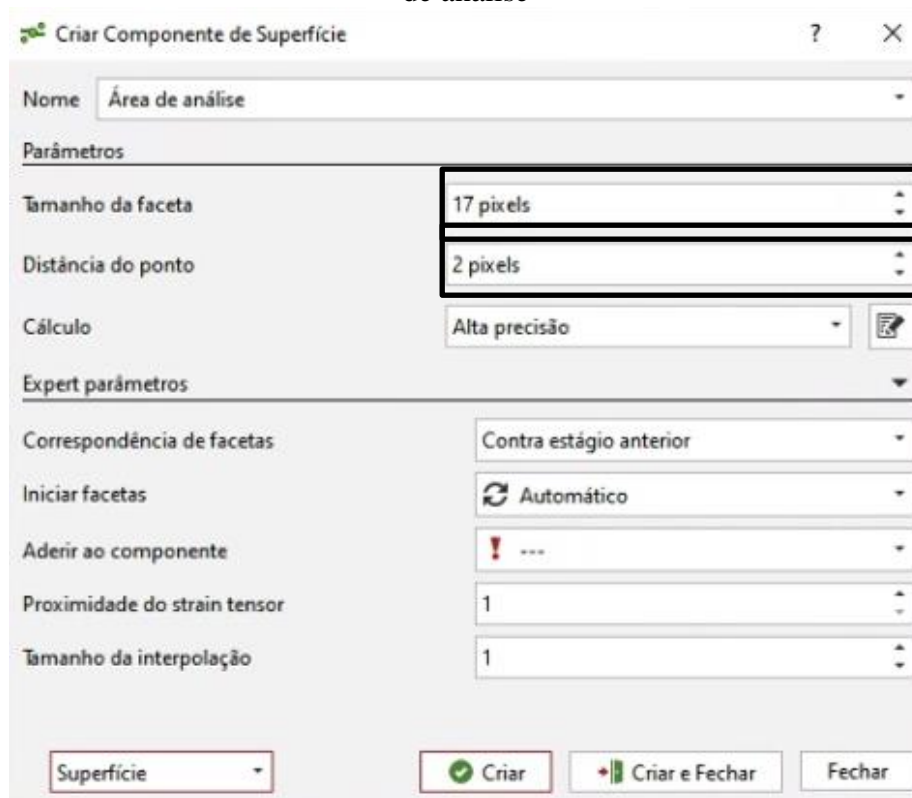 de análise
Criar Componente de Superfície ? ×
Nome Área de análise
Parâmetros
Tamanho da faceta 17 pixels
Distância do ponto 2 pixels
Cálculo Alta precisão
Expert parâmetros
Correspondência de facetas Contra estágio anterior
Iniciar facetas Automático
Aderir ao componente ! ---
Proximidade do strain tensor 1
Tamanho da interpolação 1
Superfície Criar Criar e Fechar Fechar